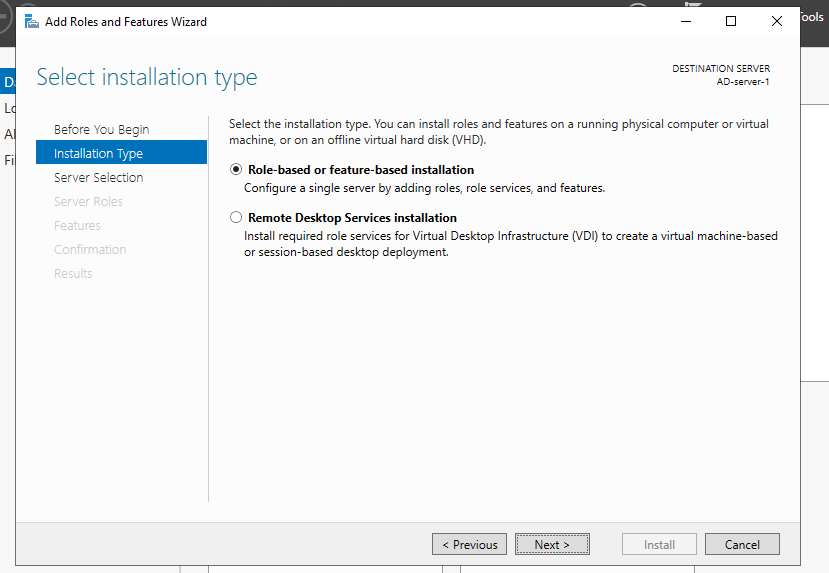 Add Roles and Features Wizard
Tools
Select installation type
DESTINATION SERVER
AD-server-1
Before You Begin
Installation Type
Server Selection
Server Roles
Features
Confirmation
Results
Select the installation type. You can install roles and features on a running physical computer or virtual
machine, or on an offline virtual hard disk (VHD).
Role-based or feature-based installation
Configure a single server by adding roles, role services, and features.
Remote Desktop Services installation
Install required role services for Virtual Desktop Infrastructure (VDI) to create a virtual machine-based
or session-based desktop deployment.
< Previous
Next >
Install
Cancel